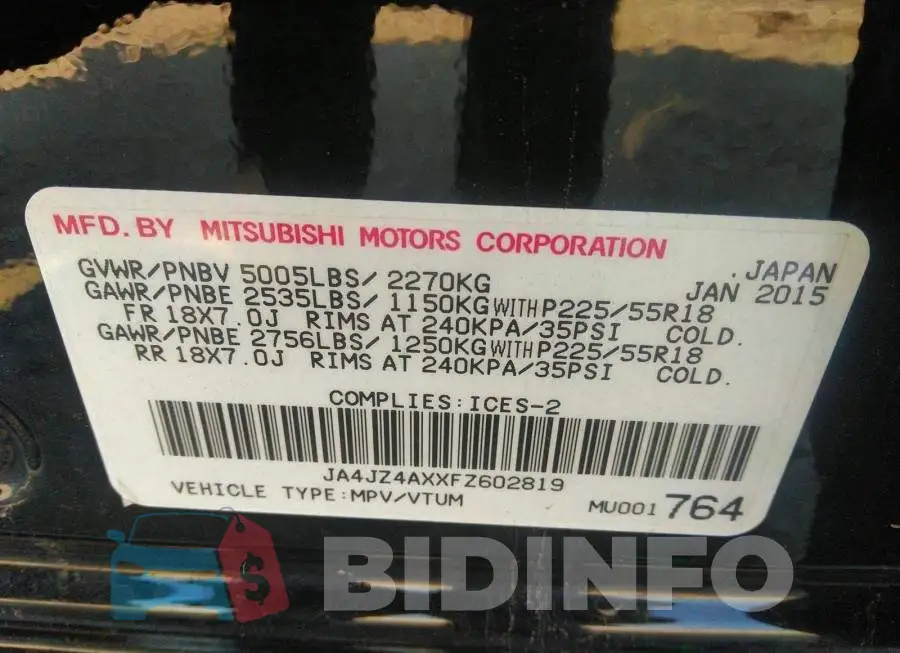 MFD. BY MITSUBISHI MOTORS CORPORATION
GVWR/PNBV 5005LBS/ 2270KG . JAPAN
GAWR/PNBE 2535LBS/ 1150KG WITH P225/55R18 JAN 2015
FR 18X7.0J RIMS AT 240KPA/35PSI COLD.
GAWR/PNBE 2756LBS/ 1250KG WITH P225/55R18
RR 18X7.0J RIMS AT 240KPA/35PSI COLD.
COMPLIES:ICES-2
JA4JZ4AXXFZ602819
VEHICLE TYPE:MPV/VTUM MU001 764
$ BIDINFO